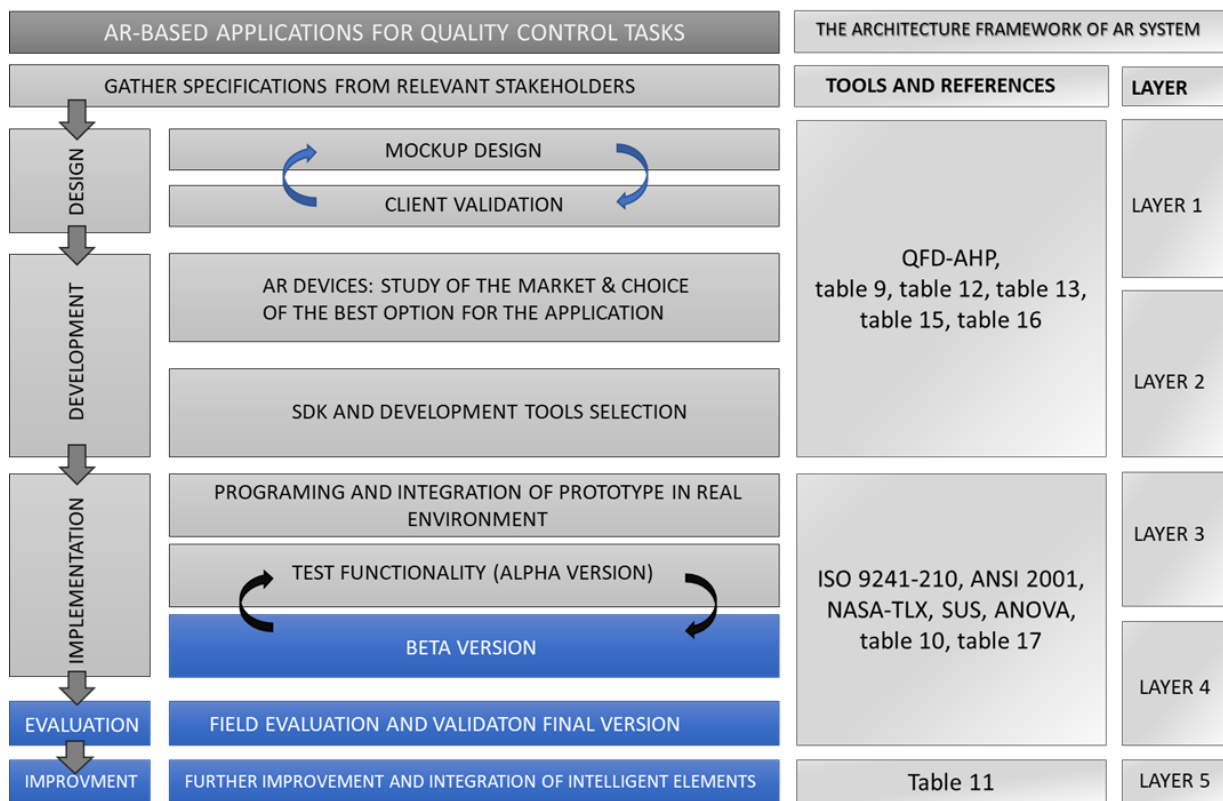 AR-BASED APPLICATIONS FOR QUALITY CONTROL TASKS
THE ARCHITECTURE FRAMEWORK OF AR SYSTEM
GATHER SPECIFICATIONS FROM RELEVANT STAKEHOLDERS
TOOLS AND REFERENCES
LAYER
DESIGN
MOCKUP DESIGN
CLIENT VALIDATION
LAYER 1
DEVELOPMENT
AR DEVICES: STUDY OF THE MARKET & CHOICE
OF THE BEST OPTION FOR THE APPLICATION
SDK AND DEVELOPMENT TOOLS SELECTION
QFD-AHP,
table 9, table 12, table 13,
table 15, table 16
LAYER 2
IMPLEMENTATION
PROGRAMING AND INTEGRATION OF PROTOTYPE IN REAL
ENVIRONMENT
TEST FUNCTIONALITY (ALPHA VERSION)
BETA VERSION
LAYER 3
ISO 9241-210, ANSI 2001,
NASA-TLX, SUS, ANOVA,
table 10, table 17
LAYER 4
EVALUATION
FIELD EVALUATION AND VALIDATON FINAL VERSION
IMPROVMENT
FURTHER IMPROVEMENT AND INTEGRATION OF INTELLIGENT ELEMENTS
Table 11
LAYER 5